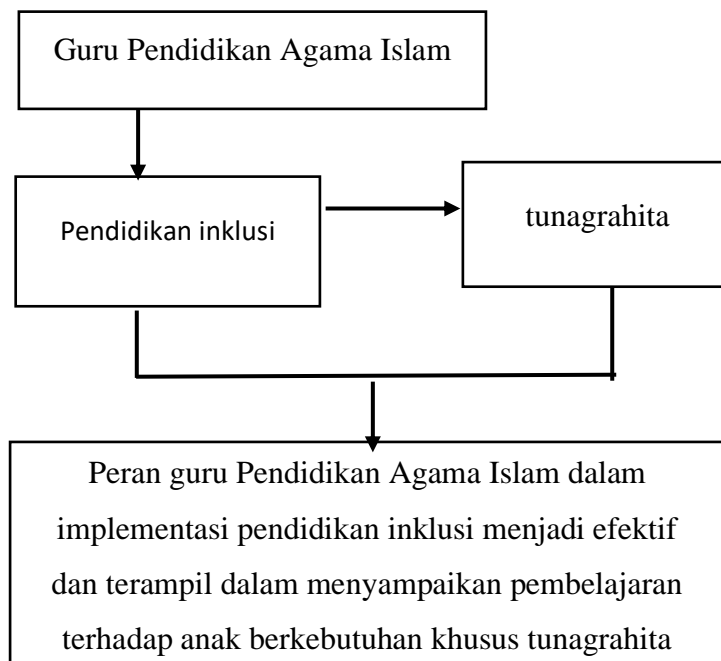 Guru Pendidikan Agama Islam
Pendidikan inklusi
tunagrahita
Peran guru Pendidikan Agama Islam dalam
implementasi pendidikan inklusi menjadi efektif
dan terampil dalam menyampaikan pembelajaran
terhadap anak berkebutuhan khusus tunagrahita